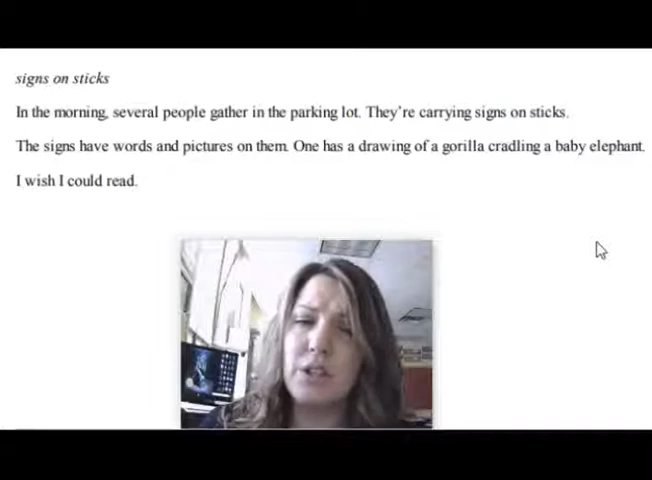 signs on sticks
In the morning, several people gather in the parking lot. They're carrying signs on sticks.
The signs have words and pictures on them. One has a drawing of a gorilla cradling a baby elephant.
I wish I could read.